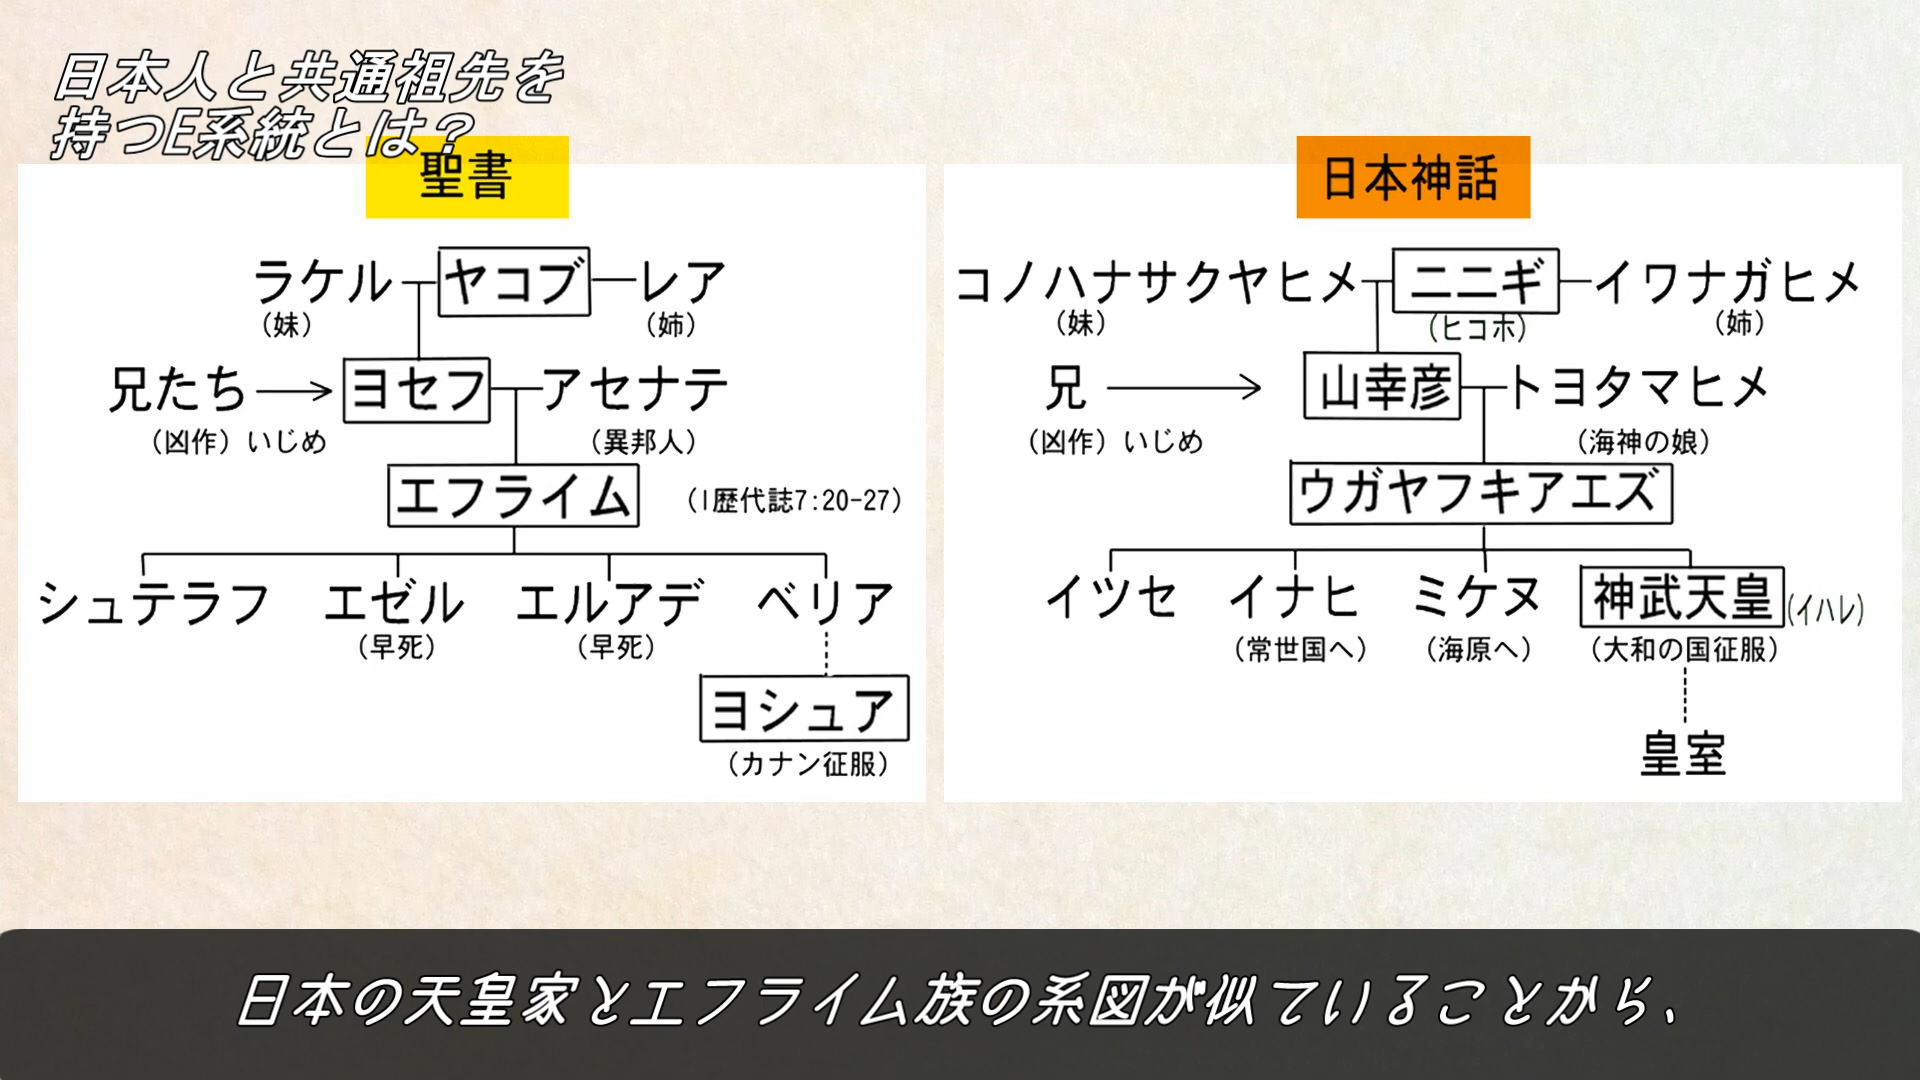 日本人と共通祖先を
持つE系統とは?
聖書
ラケル ヤコブ レア
(妹) (姉)
兄たち ヨセフ アセナテ
(凶作) いじめ (異邦人)
エフライム (I歴代誌7:20-27)
シュテラフ エゼル エルアデ ベリア
(早死) (早死)
ヨシュア
(カナン征服)
日本神話
コノハナサクヤヒメ ニニギ イワナガヒメ
(妹) (ヒコホ) (姉)
兄 山幸彦 トヨタマヒメ
(凶作) いじめ (海神の娘)
ウガヤフキアエズ
イツセ イナヒ ミケヌ 神武天皇 (イハレ)
(常世国へ) (海原へ) (大和の国征服)
皇室
日本の天皇家とエフライム族の系図が似ていることから、